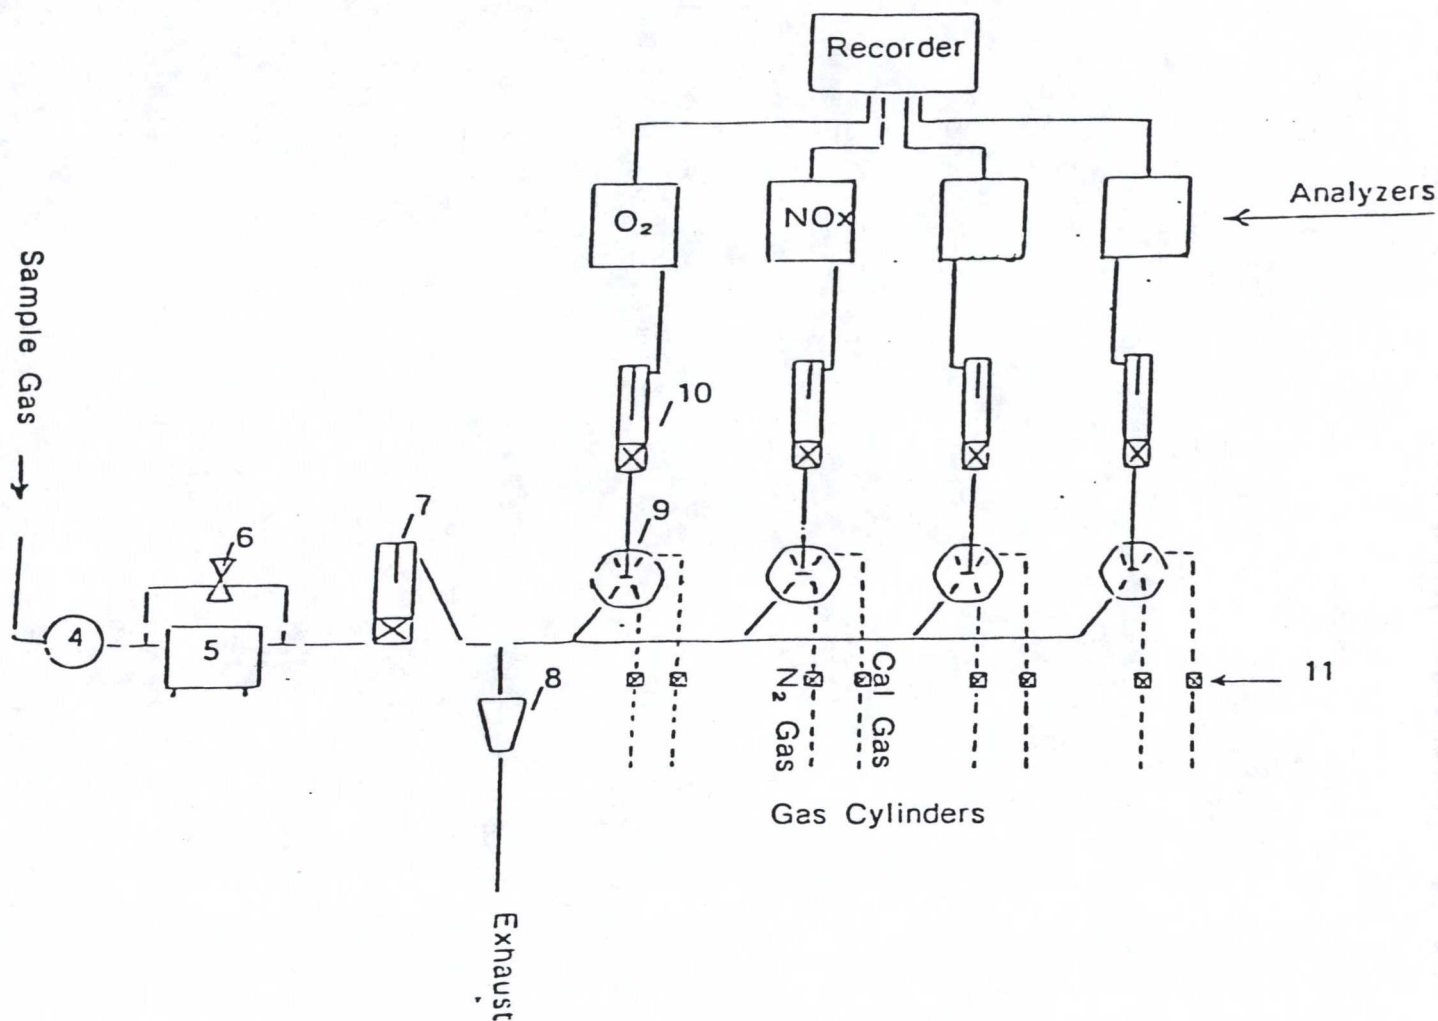 Recorder
Analyzers
O₂
NOx
Sample Gas
10
9
7
6
4
5
8
11
N₂ Gas
Cal Gas
Gas Cylinders
Exhaust